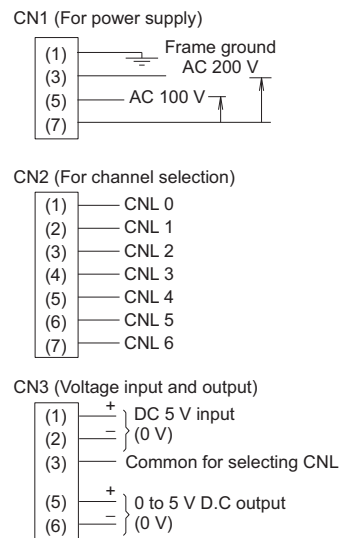 CN1 (For power supply)
(1) Frame ground
(3) AC 200 V
(5) AC 100 V
(7)
CN2 (For channel selection)
(1) CNL 0
(2) CNL 1
(3) CNL 2
(4) CNL 3
(5) CNL 4
(6) CNL 5
(7) CNL 6
CN3 (Voltage input and output)
(1) + DC 5 V input
(2) – (0 V)
(3) Common for selecting CNL
(5) + 0 to 5 V D.C output
(6) – (0 V)